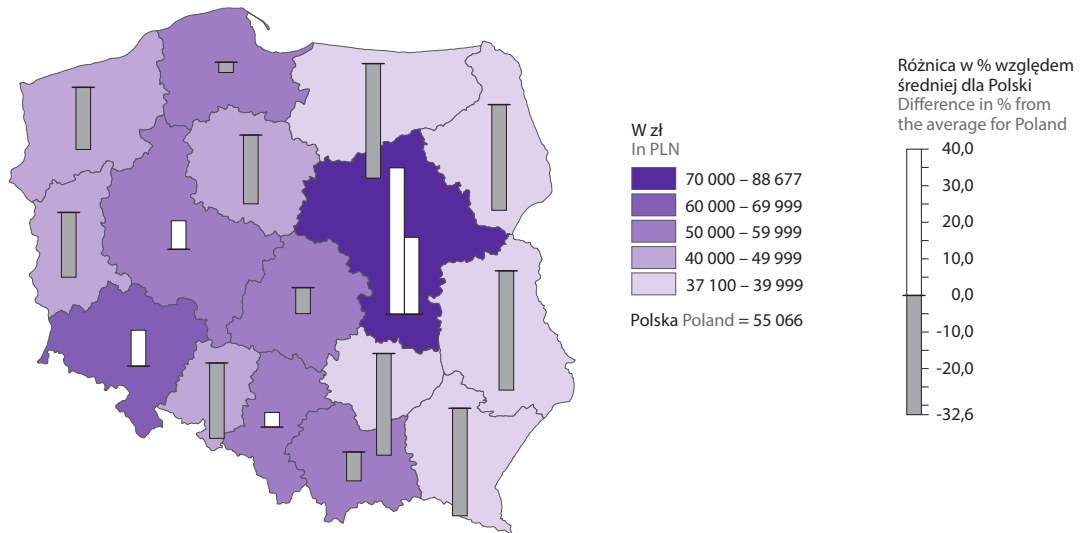 W zł
In PLN
70 000 – 88 677
60 000 – 69 999
50 000 – 59 999
40 000 – 49 999
37 100 – 39 999
Polska Poland = 55 066
Różnica w % względem
średniej dla Polski
Difference in % from
the average for Poland
40,0
30,0
20,0
10,0
0,0
-10,0
-20,0
-32,6